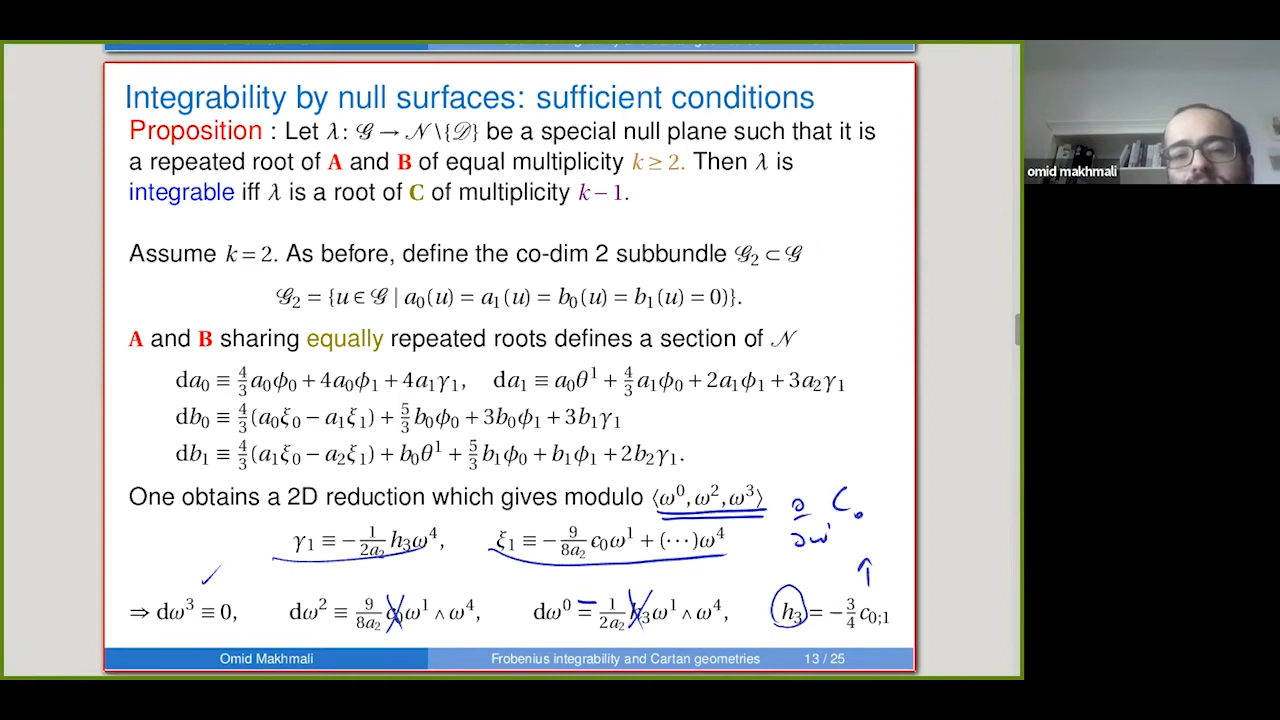 Integrability by null surfaces: sufficient conditions
Proposition : Let λ: 𝒢 → 𝒩 \{𝒟} be a special null plane such that it is
a repeated root of A and B of equal multiplicity k ≥ 2. Then λ is
integrable iff λ is a root of C of multiplicity k − 1.
Assume k = 2. As before, define the co-dim 2 subbundle 𝒢₂ ⊂ 𝒢
𝒢₂ = {u ∈ 𝒢 | a₀(u) = a₁(u) = b₀(u) = b₁(u) = 0)}.
A and B sharing equally repeated roots defines a section of 𝒩
da₀ ≡ 4/3 a₀ϕ₀ + 4a₀ϕ₁ + 4a₁γ₁, da₁ ≡ a₀θ¹ + 4/3 a₁ϕ₀ + 2a₁ϕ₁ + 3a₂γ₁
db₀ ≡ 4/3 (a₀ξ₀ − a₁ξ₁) + 5/3 b₀ϕ₀ + 3b₀ϕ₁ + 3b₁γ₁
db₁ ≡ 4/3 (a₁ξ₀ − a₂ξ₁) + b₀θ¹ + 5/3 b₁ϕ₀ + b₁ϕ₁ + 2b₂γ₁.
One obtains a 2D reduction which gives modulo ⟨ω⁰, ω², ω³⟩ ∂/∂ω¹ C₀
γ₁ ≡ − 1/2a₂ h₃ω⁴, ξ₁ ≡ − 9/8a₂ c₀ω¹ + (⋯)ω⁴
⇒ dω³ ≡ 0, dω² ≡ 9/8a₂ c₀ω¹ ∧ ω⁴, dω⁰ = 1/2a₂ h₃ω¹ ∧ ω⁴, h₃ = − 3/4 c₀;₁
Omid Makhmali Frobenius integrability and Cartan geometries 13 / 25
omid makhmali